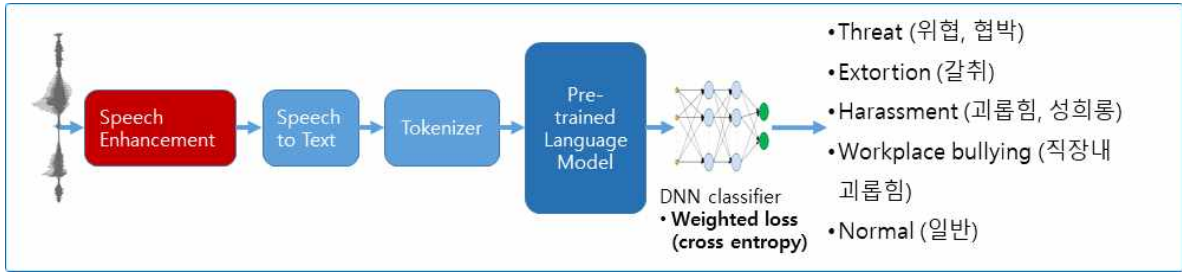 Speech
Enhancement
Speech
to Text
Tokenizer
Pre-
trained
Language
Model
DNN classifier
• Weighted loss
(cross entropy)
•Threat (위협, 협박)
•Extortion (갈취)
•Harassment (괴롭힘, 성희롱)
•Workplace bullying (직장내
괴롭힘)
•Normal (일반)